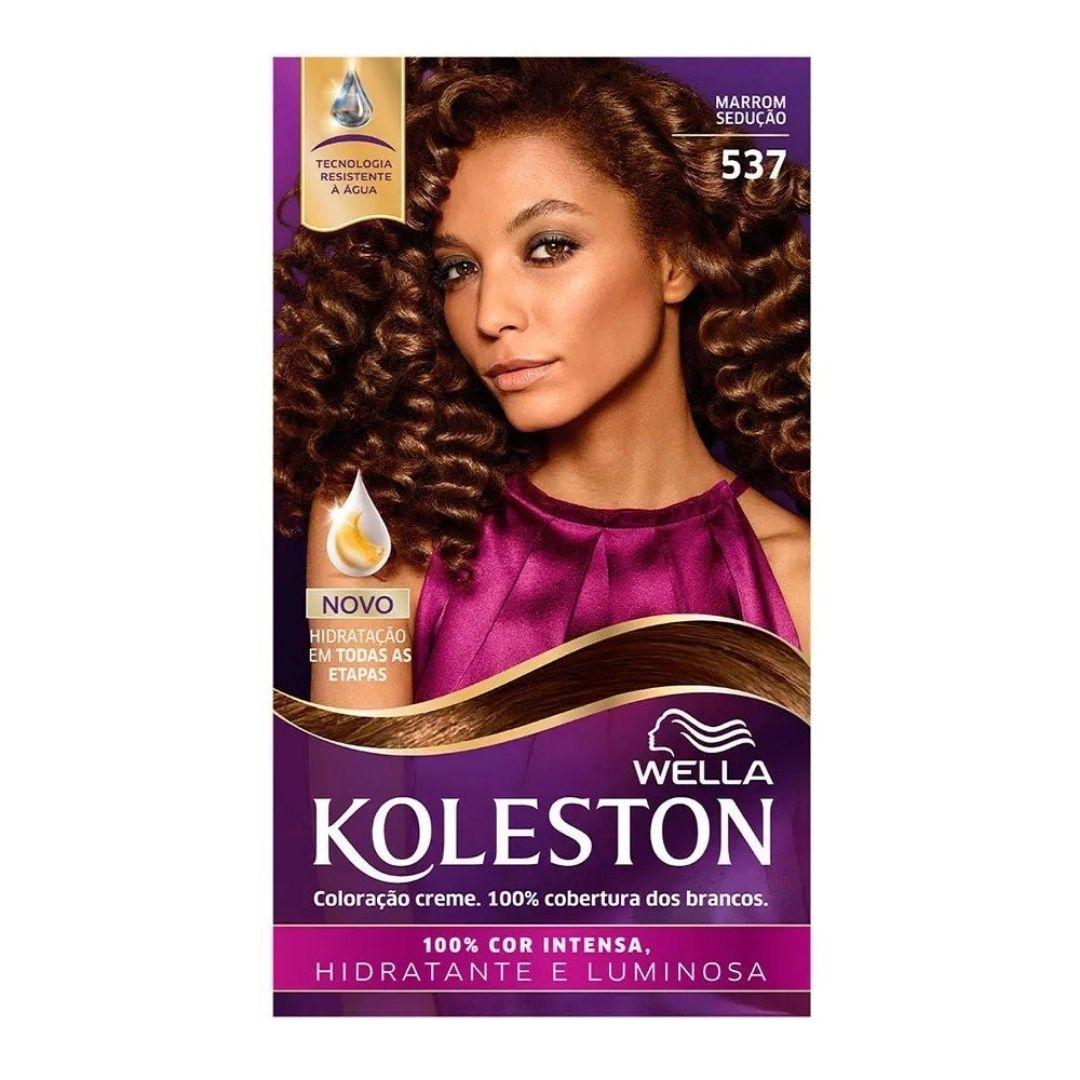 TECNOLOGIA
RESISTENTE
À ÁGUA
MARROM
SEDUÇÃO
537
NOVO
HIDRATAÇÃO
EM TODAS AS
ETAPAS
WELLA
KOLESTON
Coloração creme. 100% cobertura dos brancos.
100% COR INTENSA,
HIDRATANTE E LUMINOSA